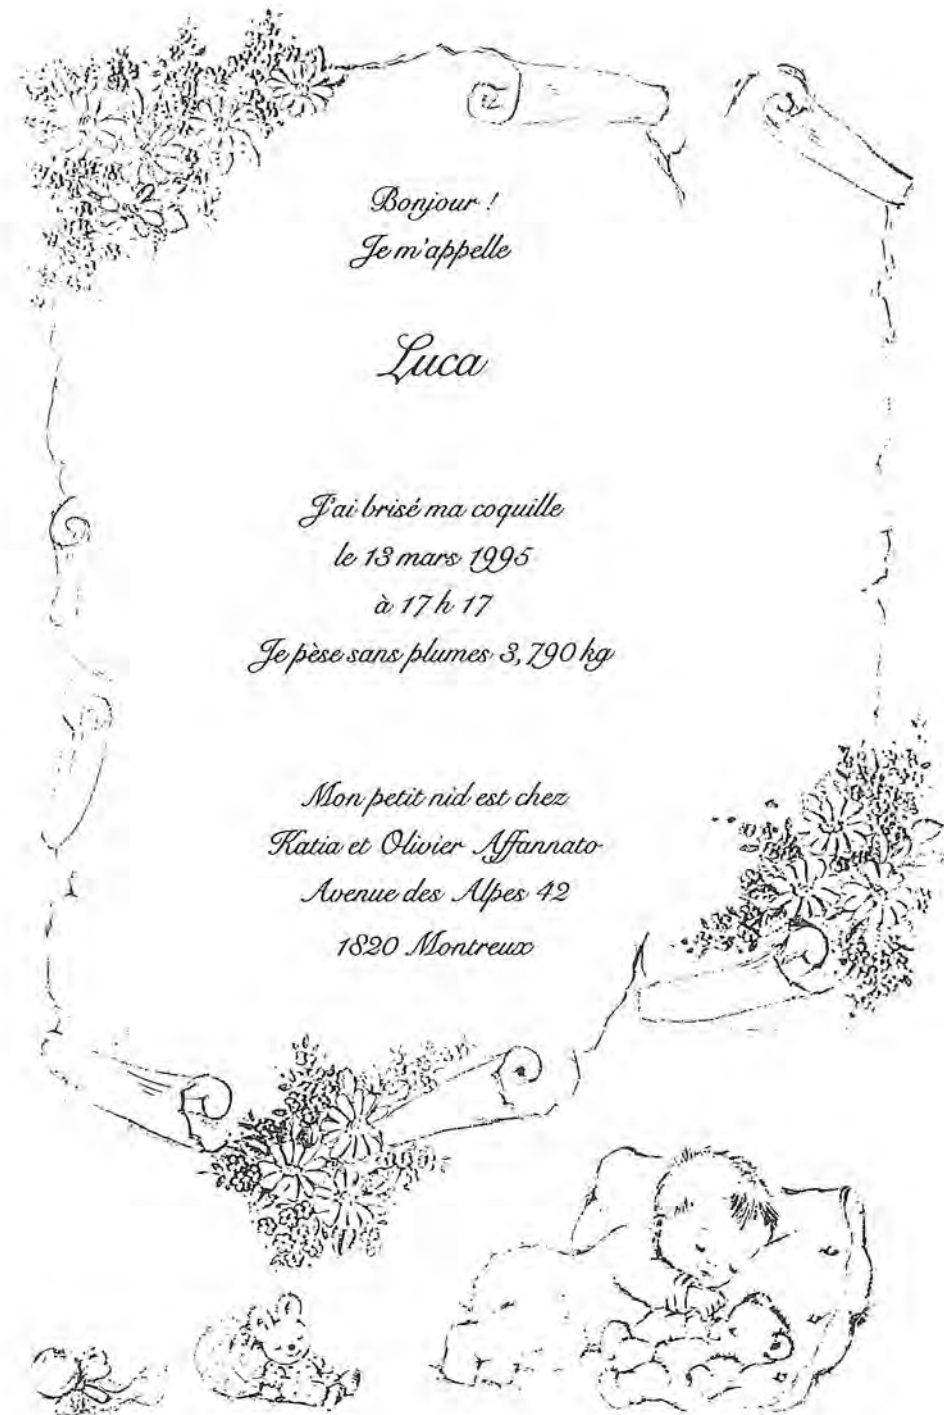 Bonjour !
Je m'appelle
Luca
J'ai brisé ma coquille
le 13 mars 1995
à 17 h 17
Je pèse sans plumes 3,790 kg
Mon petit nid est chez
Katia et Olivier Affannato
Avenue des Alpes 42
1820 Montreux